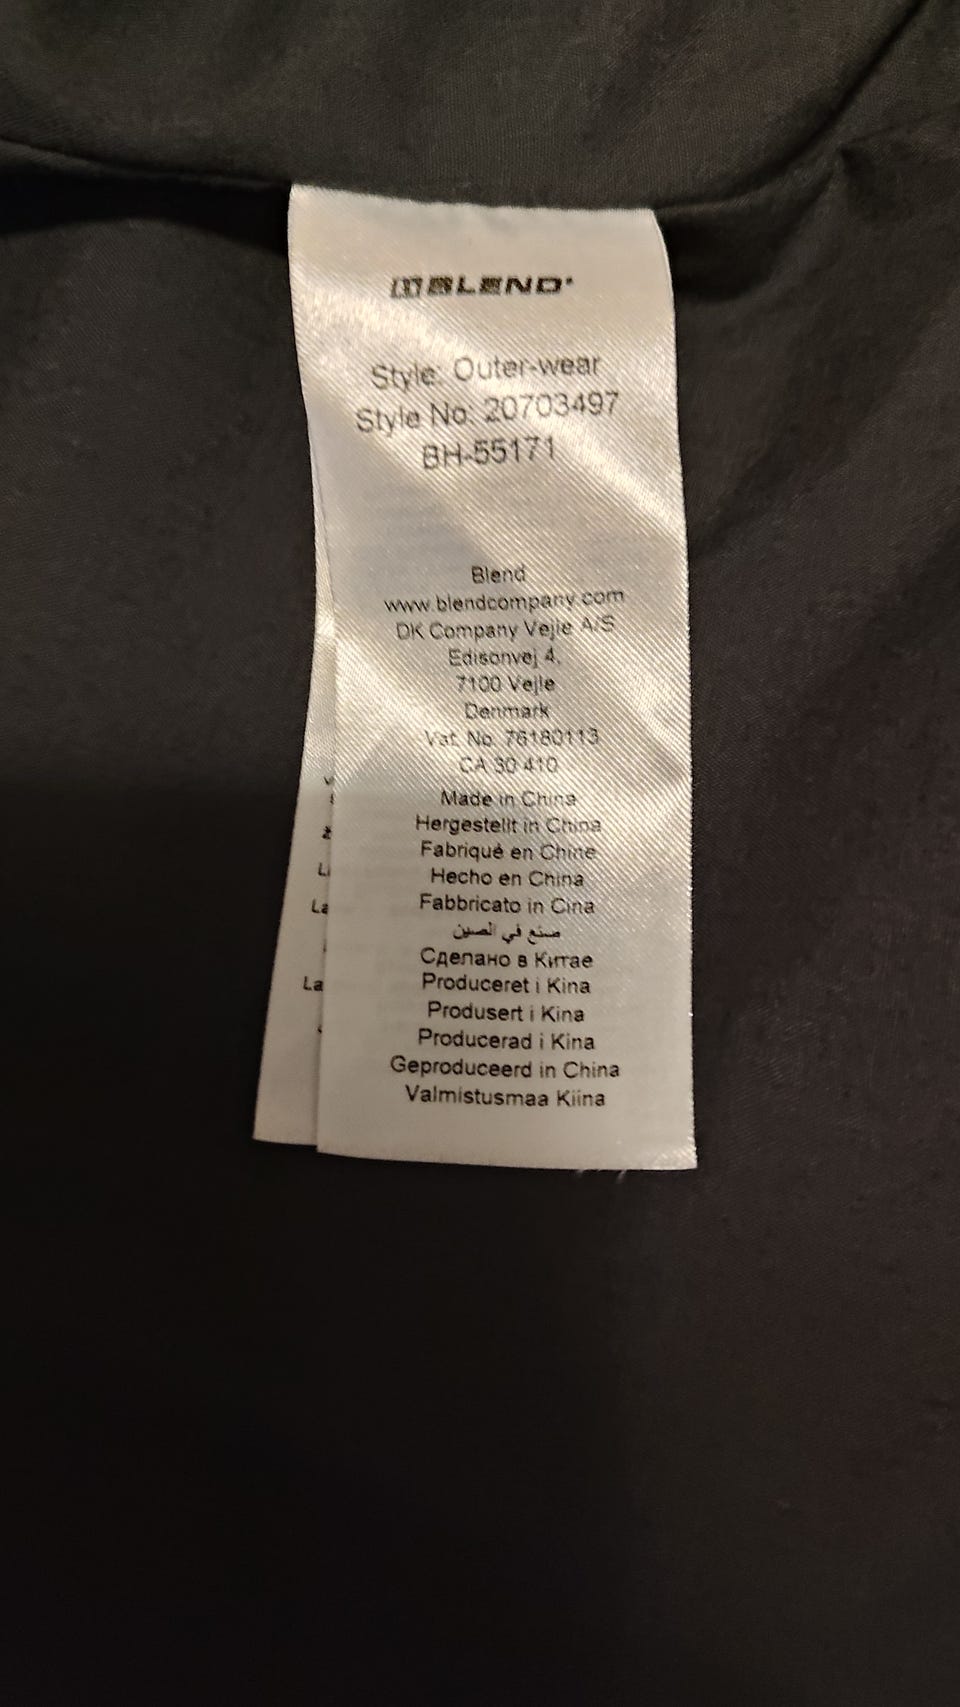 BLEND
Style: Outer-wear
Style No: 20703497
BH-55171
Blend
www.blendcompany.com
DK Company Vejle A/S
Edisonvej 4,
7100 Vejle
Denmark
Vat. No. 76180113
CA 30 410
Made in China
Hergestellt in China
Fabriqué en Chine
Hecho en China
Fabbricato in Cina
صنع في الصين
Сделано в Китае
Produceret i Kina
Produsert i Kina
Producerad i Kina
Geproduceerd in China
Valmistusmaa Kiina